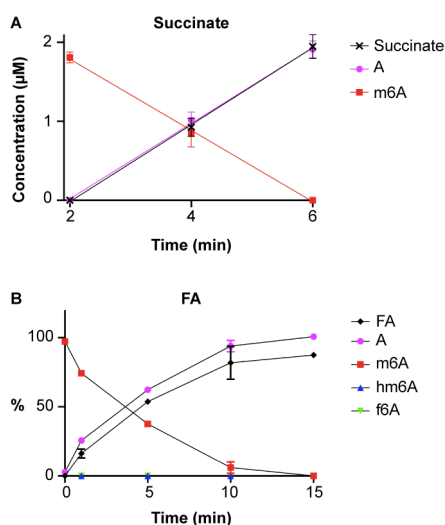 A
Succinate
Concentration (µM)
2
1
0
2
4
6
Time (min)
Succinate
A
m6A
B
FA
%
100
50
0
0
5
10
15
Time (min)
FA
A
m6A
hm6A
f6A